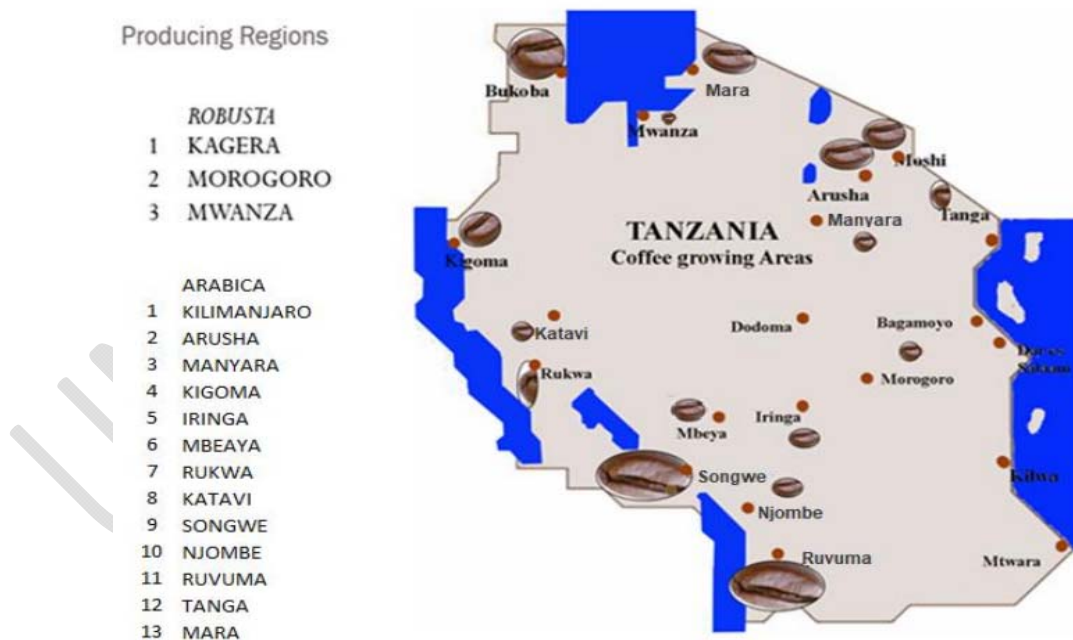 Producing Regions
ROBUSTA
1 KAGERA
2 MOROGORO
3 MWANZA
ARABICA
1 KILIMANJARO
2 ARUSHA
3 MANYARA
4 KIGOMA
5 IRINGA
6 MBEAYA
7 RUKWA
8 KATAVI
9 SONGWE
10 NJOMBE
11 RUVUMA
12 TANGA
13 MARA
Bukoba
Mara
Mwanza
Moshi
Arusha
Manyara
Tanga
TANZANIA
Coffee growing Areas
Kigoma
Katavi
Dodoma
Bagamoyo
Dar es
Salaam
Rukwa
Morogoro
Mbeya
Iringa
Songwe
Kilwa
Njombe
Ruvuma
Mtwara